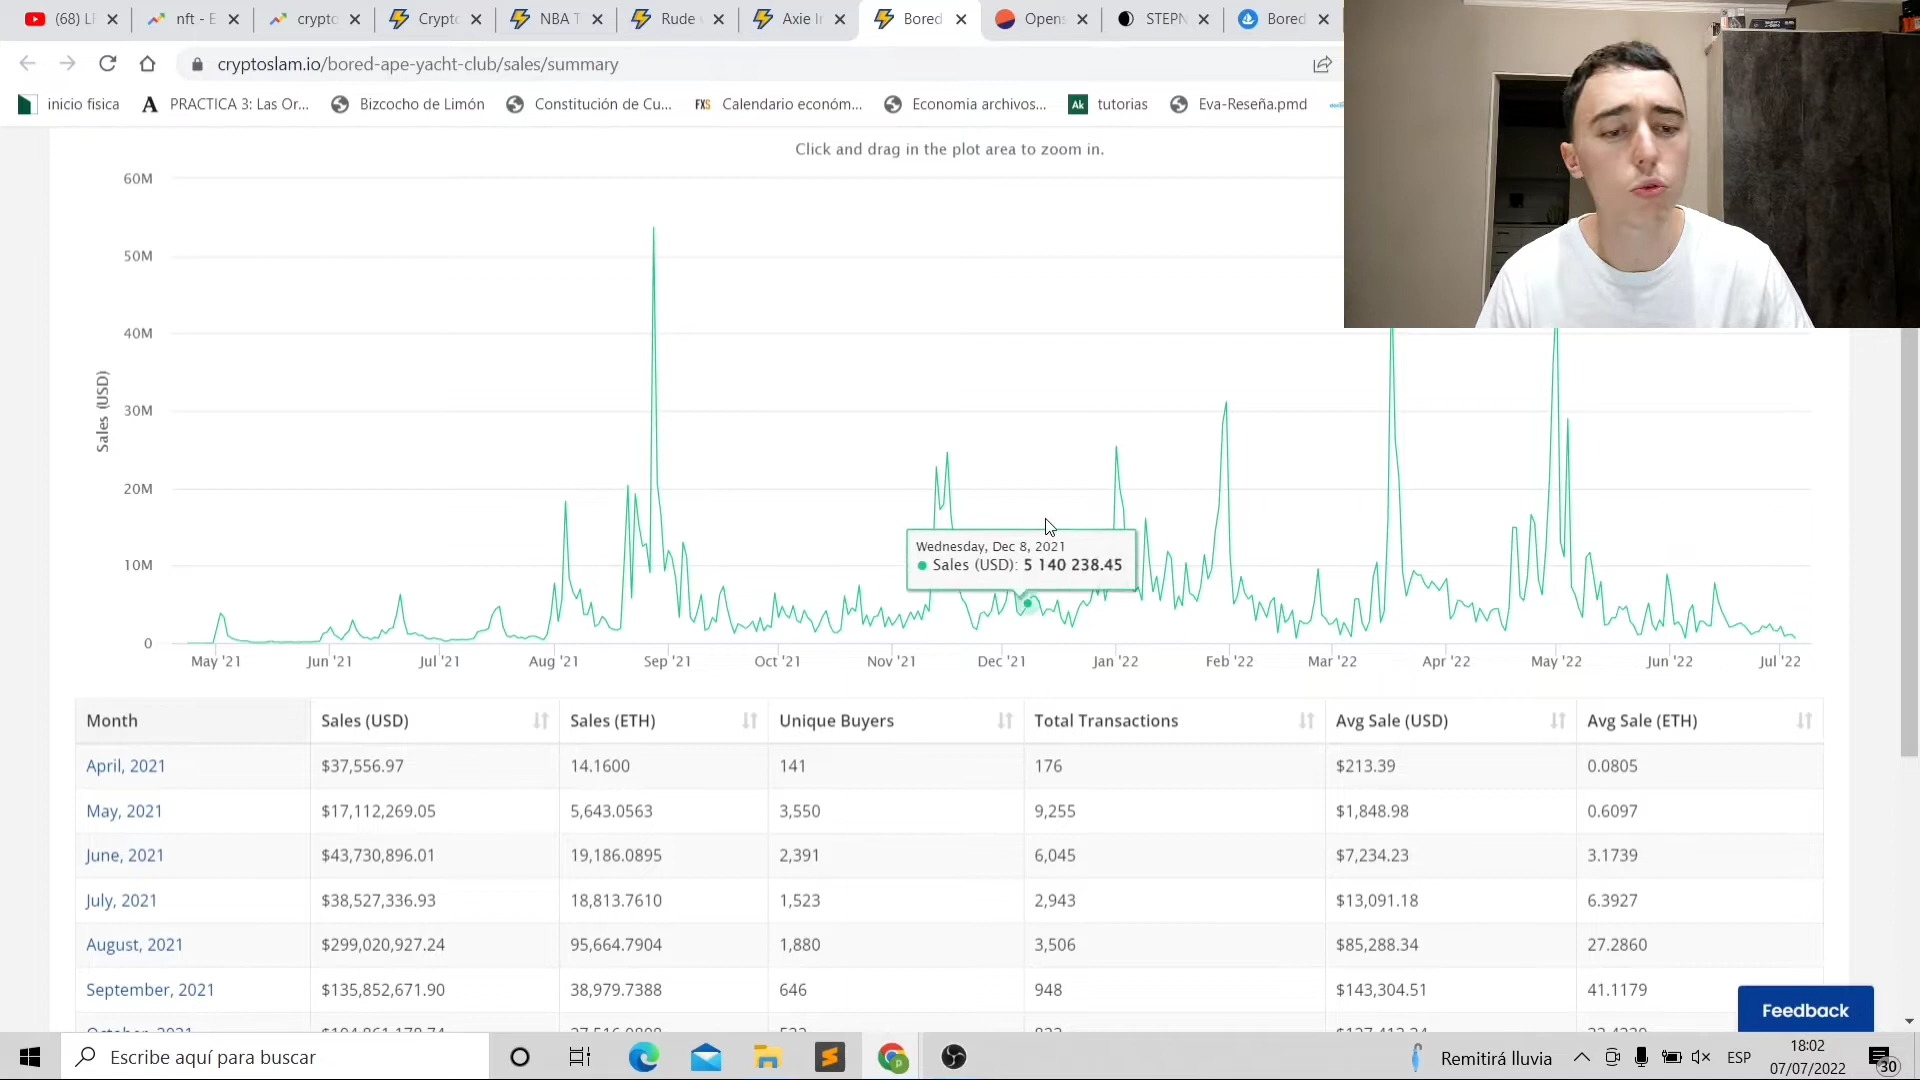 (68) LI
nft - E
crypto
Crypto
NBA T
Rude
Axie I
Bored
Opens
STEPN
Bored
cryptoslam.io/bored-ape-yacht-club/sales/summary
inicio fisica
A PRACTICA 3: Las Or...
Bizcocho de Limón
Constitución de Cu...
FXS Calendario económ...
Economia archivos...
Ak tutorias
Eva-Reseña.pmd
Click and drag in the plot area to zoom in.
60M
50M
40M
30M
20M
10M
0
Sales (USD)
Wednesday, Dec 8, 2021
Sales (USD): 5 140 238.45
May '21 Jun '21 Jul '21 Aug '21 Sep '21 Oct '21 Nov '21 Dec '21 Jan '22 Feb '22 Mar '22 Apr '22 May '22 Jun '22 Jul '22
Month Sales (USD) Sales (ETH) Unique Buyers Total Transactions Avg Sale (USD) Avg Sale (ETH)
April, 2021 $37,556.97 14.1600 141 176 $213.39 0.0805
May, 2021 $17,112,269.05 5,643.0563 3,550 9,255 $1,848.98 0.6097
June, 2021 $43,730,896.01 19,186.0895 2,391 6,045 $7,234.23 3.1739
July, 2021 $38,527,336.93 18,813.7610 1,523 2,943 $13,091.18 6.3927
August, 2021 $299,020,927.24 95,664.7904 1,880 3,506 $85,288.34 27.2860
September, 2021 $135,852,671.90 38,979.7388 646 948 $143,304.51 41.1179
Feedback
Escribe aquí para buscar
Remitirá lluvia
ESP
18:02
07/07/2022
30